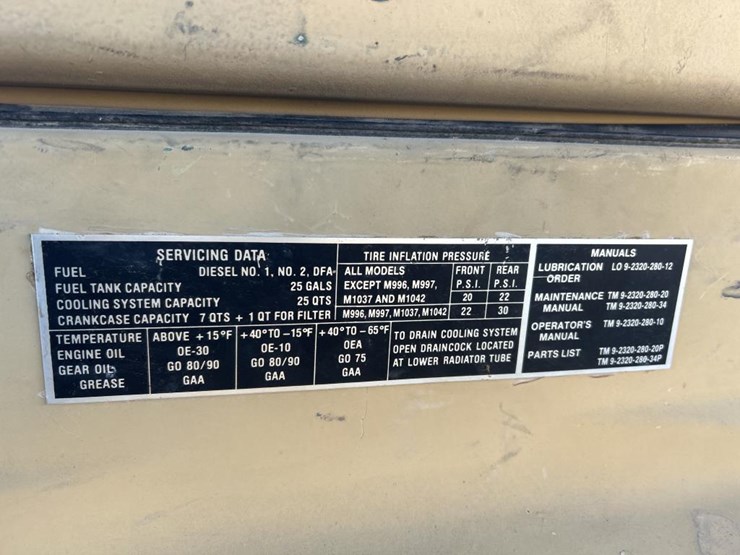 SERVICING DATA
FUEL DIESEL NO. 1, NO. 2, DFA
FUEL TANK CAPACITY 25 GALS
COOLING SYSTEM CAPACITY 25 QTS
CRANKCASE CAPACITY 7 QTS + 1 QT FOR FILTER
TIRE INFLATION PRESSURE
ALL MODELS FRONT REAR
EXCEPT M996, M997, P.S.I. P.S.I.
M1037 AND M1042 20 22
M996, M997, M1037, M1042 22 30
TEMPERATURE ABOVE +15°F +40°TO –15°F +40°TO –65°F
ENGINE OIL OE-30 OE-10 OEA
GEAR OIL GO 80/90 GO 80/90 GO 75
GREASE GAA GAA GAA
TO DRAIN COOLING SYSTEM
OPEN DRAINCOCK LOCATED
AT LOWER RADIATOR TUBE
MANUALS
LUBRICATION LO 9-2320-280-12
ORDER
MAINTENANCE TM 9-2320-280-20
MANUAL TM 9-2320-280-34
OPERATOR'S TM 9-2320-280-10
MANUAL
PARTS LIST TM 9-2320-280-20P
TM 9-2320-280-34P